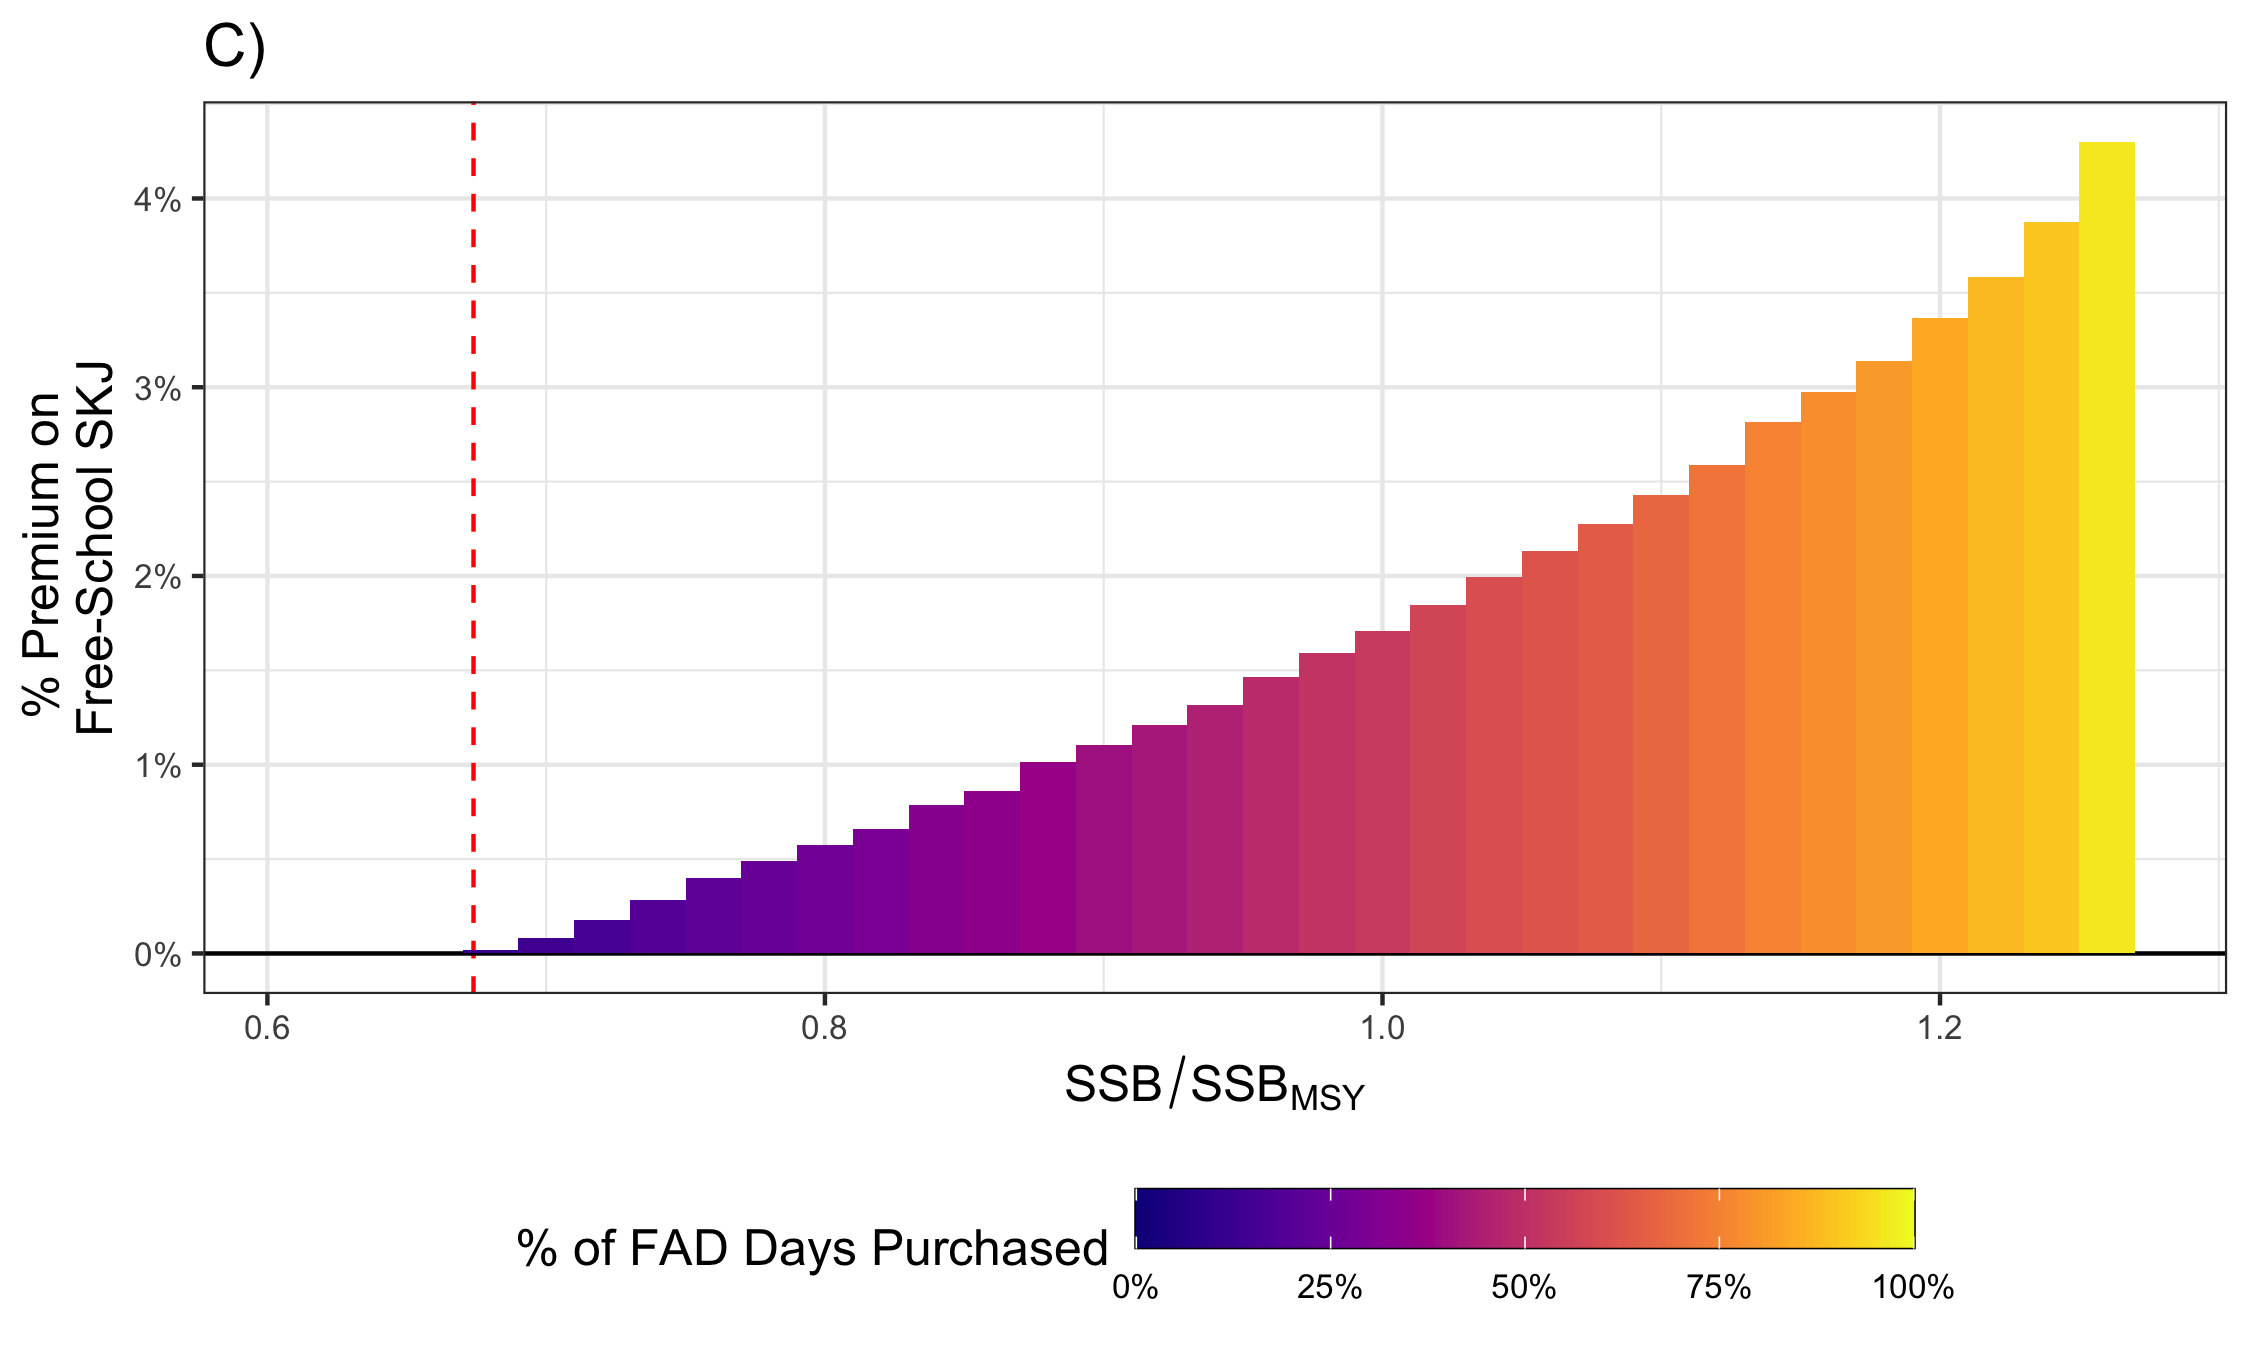 C)
% Premium on
Free-School SKJ
4%
3%
2%
1%
0%
0.6 0.8 1.0 1.2
SSB/SSBMSY
% of FAD Days Purchased
0% 25% 50% 75% 100%